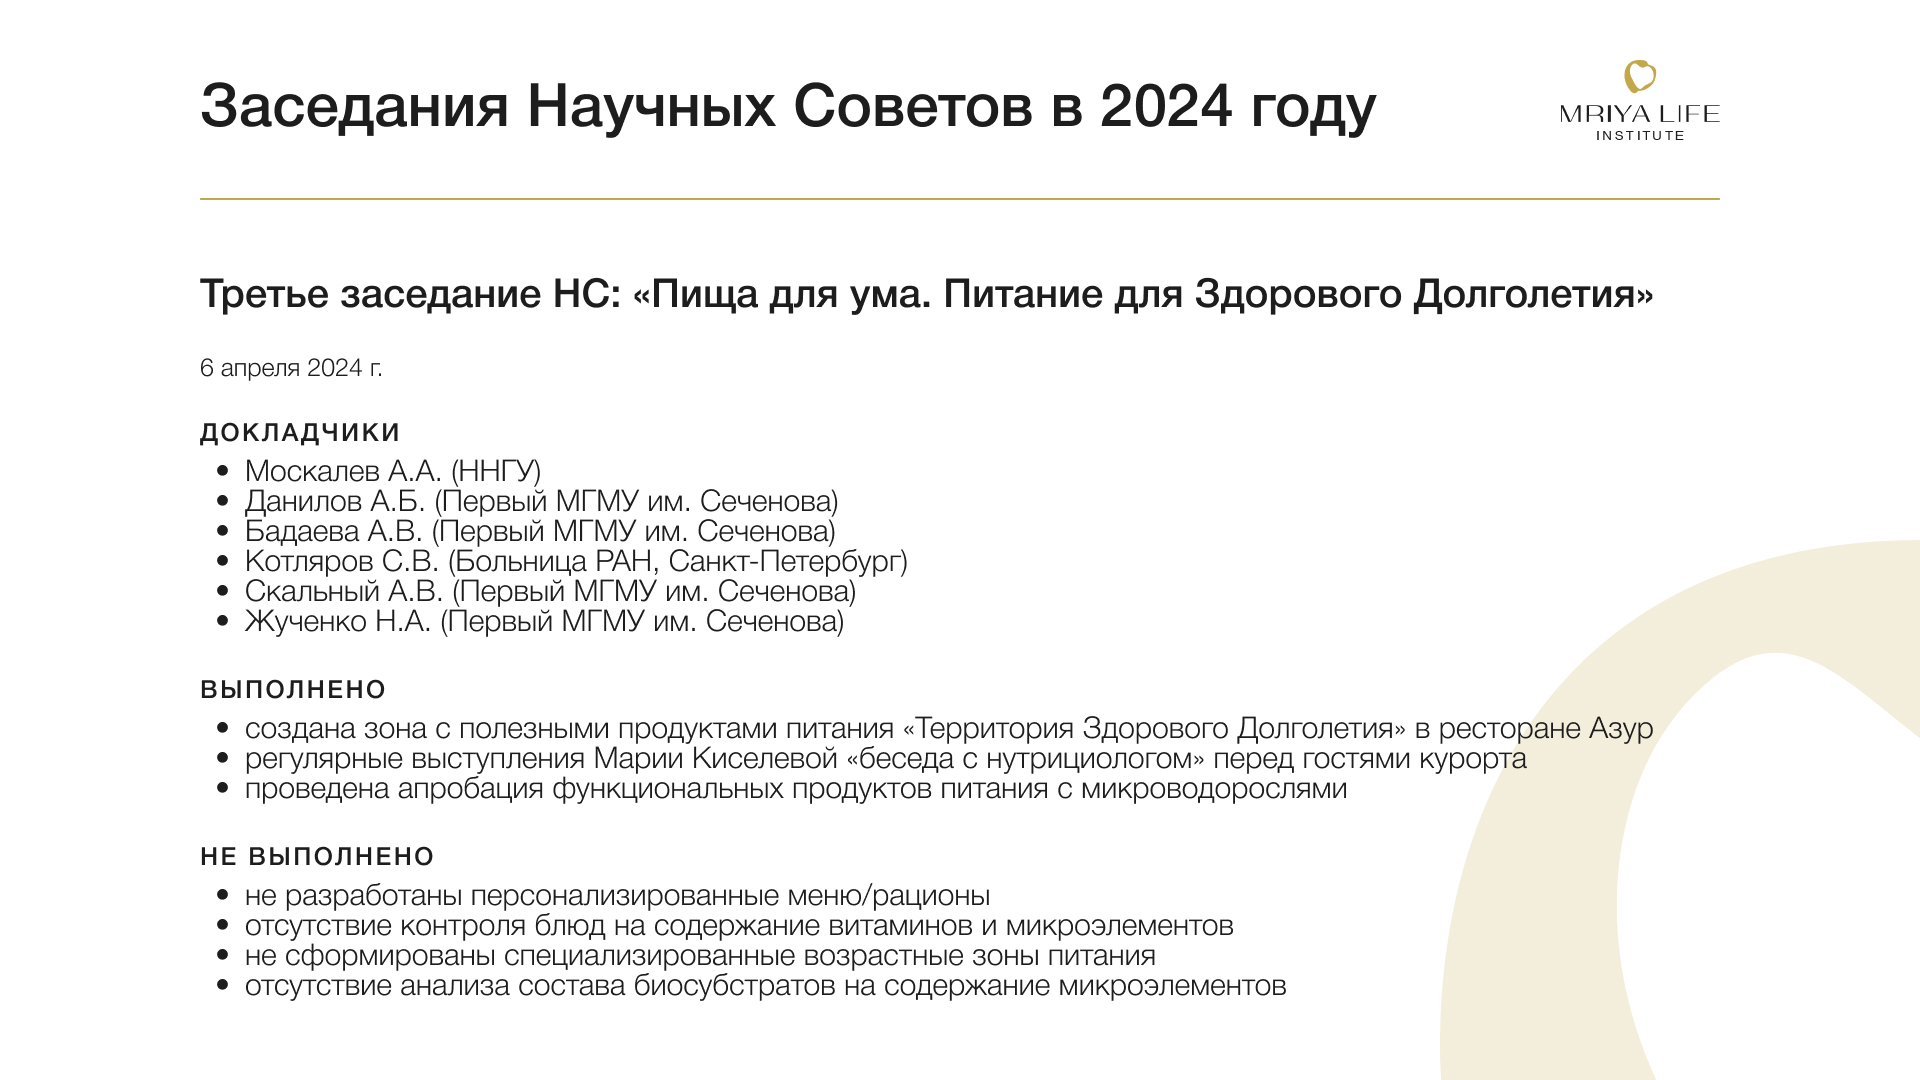 Заседания Научных Советов в 2024 году
MRIYA LIFE
INSTITUTE
Третье заседание НС: «Пища для ума. Питание для Здорового Долголетия»
6 апреля 2024 г.
ДОКЛАДЧИКИ
• Москалев А.А. (ННГУ)
• Данилов А.Б. (Первый МГМУ им. Сеченова)
• Бадаева А.В. (Первый МГМУ им. Сеченова)
• Котляров С.В. (Больница РАН, Санкт-Петербург)
• Скальный А.В. (Первый МГМУ им. Сеченова)
• Жученко Н.А. (Первый МГМУ им. Сеченова)
ВЫПОЛНЕНО
• создана зона с полезными продуктами питания «Территория Здорового Долголетия» в ресторане Азур
• регулярные выступления Марии Киселевой «беседа с нутрициологом» перед гостями курорта
• проведена апробация функциональных продуктов питания с микроводорослями
НЕ ВЫПОЛНЕНО
• не разработаны персонализированные меню/рационы
• отсутствие контроля блюд на содержание витаминов и микроэлементов
• не сформированы специализированные возрастные зоны питания
• отсутствие анализа состава биосубстратов на содержание микроэлементов